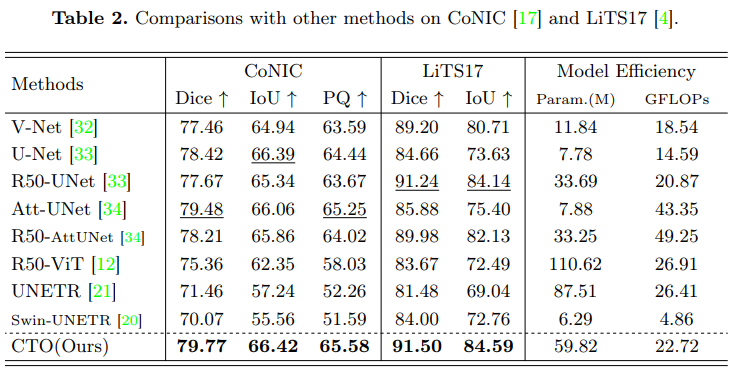 Table 2. Comparisons with other methods on CoNIC [17] and LiTS17 [4].
Methods CoNIC LiTS17 Model Efficiency
Dice ↑ IoU ↑ PQ ↑ Dice ↑ IoU ↑ Param.(M) GFLOPs
V-Net [32] 77.46 64.94 63.59 89.20 80.71 11.84 18.54
U-Net [33] 78.42 66.39 64.44 84.66 73.63 7.78 14.59
R50-UNet [33] 77.67 65.34 63.67 91.24 84.14 33.69 20.87
Att-UNet [34] 79.48 66.06 65.25 85.88 75.40 7.88 43.35
R50-AttUNet [34] 78.21 65.86 64.02 89.98 82.13 33.25 49.25
R50-ViT [12] 75.36 62.35 58.03 83.67 72.49 110.62 26.91
UNETR [21] 71.46 57.24 52.26 81.48 69.04 87.51 26.41
Swin-UNETR [20] 70.07 55.56 51.59 84.00 72.76 6.29 4.86
CTO(Ours) 79.77 66.42 65.58 91.50 84.59 59.82 22.72